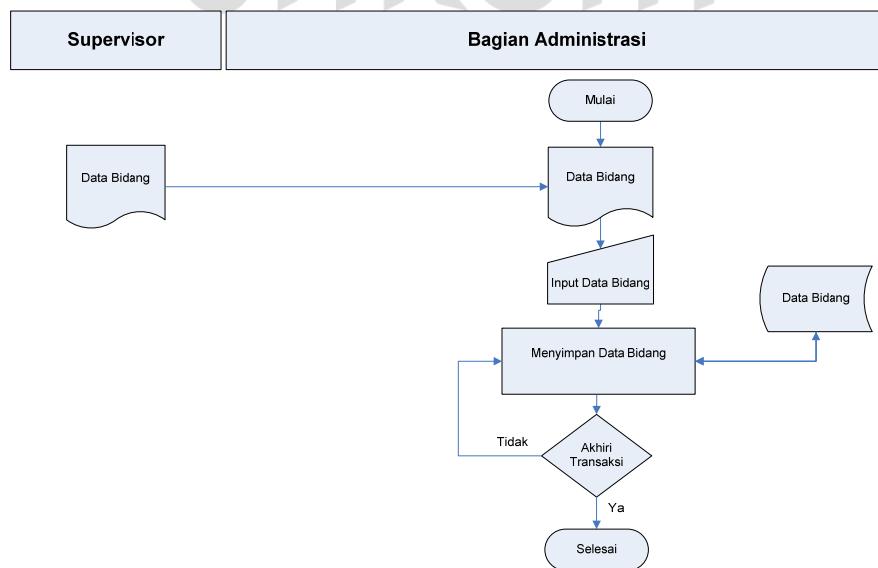 Supervisor
Bagian Administrasi
Mulai
Data Bidang
Data Bidang
Input Data Bidang
Data Bidang
Menyimpan Data Bidang
Tidak
Akhiri
Transaksi
Ya
Selesai